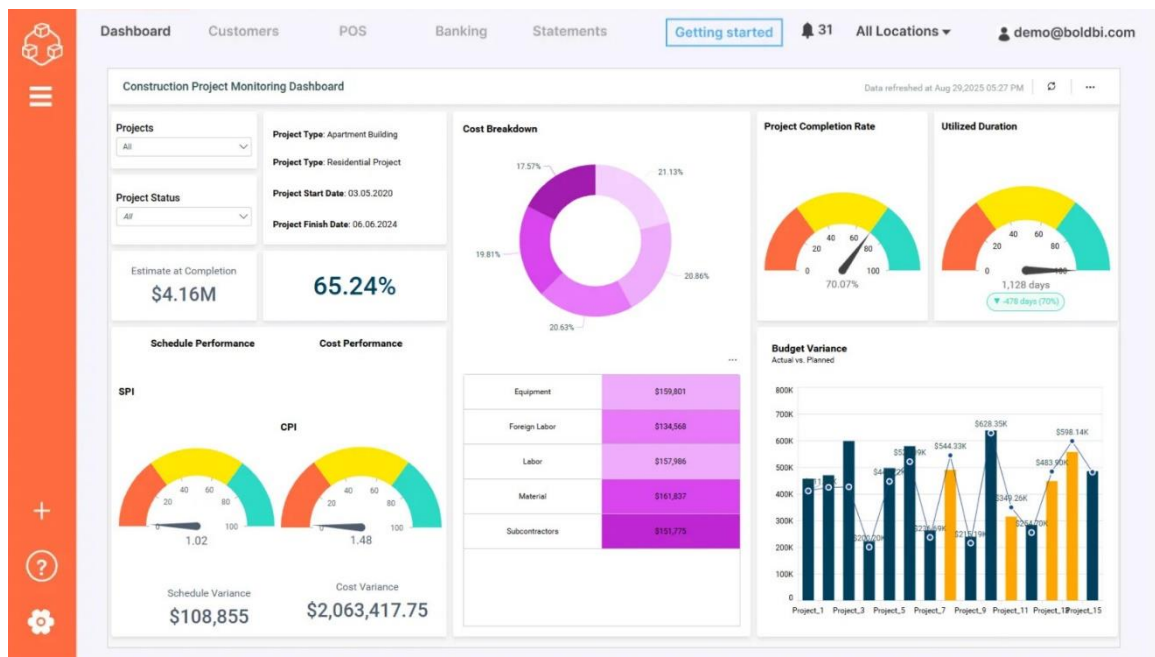 Dashboard Customers POS Banking Statements Getting started 31 All Locations demo@boldbi.com
Construction Project Monitoring Dashboard
Data refreshed at Aug 29,2025 05:27 PM
Projects
All
Project Status
All
Project Type: Apartment Building
Project Type: Residential Project
Project Start Date: 03.05.2020
Project Finish Date: 06.06.2024
Estimate at Completion
$4.16M
65.24%
Schedule Performance
SPI
0 20 40 60 80 100
1.02
Schedule Variance
$108,855
Cost Performance
CPI
0 20 40 60 80 100
1.48
Cost Variance
$2,063,417.75
Cost Breakdown
17.57%
21.13%
19.81%
20.86%
20.63%
Equipment $159,801
Foreign Labor $134,568
Labor $157,986
Material $161,837
Subcontractors $151,775
Project Completion Rate
0 20 40 60 80 100
70.07%
Utilized Duration
0 20 40 60 80 100
1,128 days
▼ -478 days (70%)
Budget Variance
Actual vs. Planned
800K
700K
600K
500K
400K
300K
200K
100K
0
$544.33K
$628.35K
$483.90K
$598.14K
Project_1 Project_3 Project_5 Project_7 Project_9 Project_11 Project_15